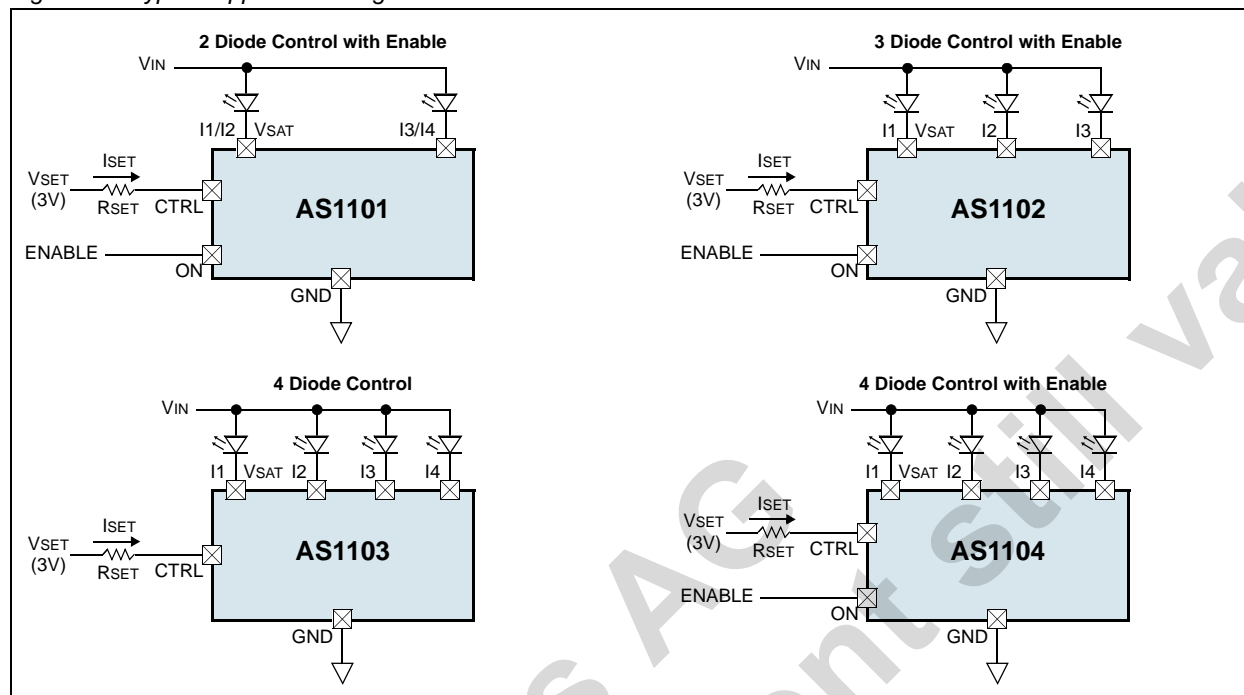 2 Diode Control with Enable
VIN
I1/I2 VSAT I3/I4
ISET
VSET
(3V)
RSET CTRL
AS1101
ENABLE
ON
GND
3 Diode Control with Enable
VIN
I1 VSAT I2 I3
ISET
VSET
(3V)
RSET CTRL
AS1102
ENABLE
ON
GND
4 Diode Control
VIN
I1 VSAT I2 I3 I4
ISET
VSET
(3V)
RSET CTRL
AS1103
GND
4 Diode Control with Enable
VIN
I1 VSAT I2 I3 I4
ISET
VSET
(3V)
RSET CTRL
AS1104
ENABLE
ON
GND
AG
still